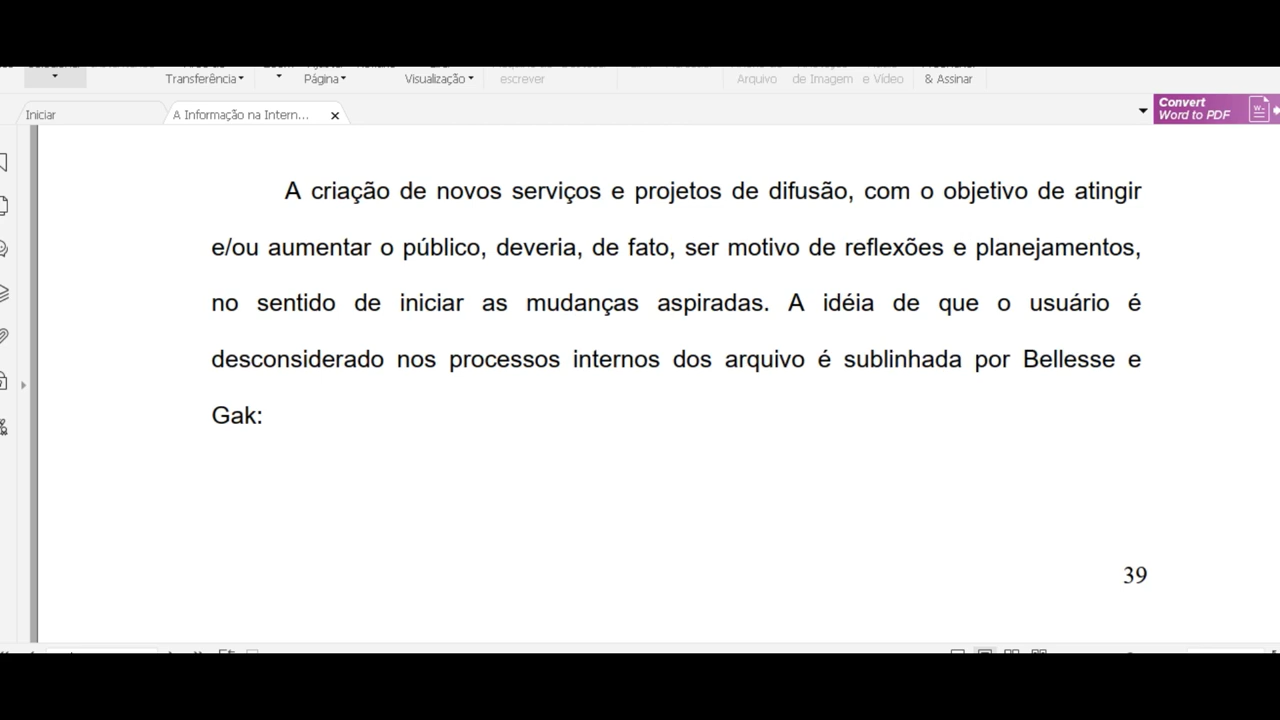 Transferência
Página
Visualização
escrever
Arquivo de Imagem e Vídeo
& Assinar
Iniciar
A Informação na Intern...
Convert
Word to PDF
A criação de novos serviços e projetos de difusão, com o objetivo de atingir
e/ou aumentar o público, deveria, de fato, ser motivo de reflexões e planejamentos,
no sentido de iniciar as mudanças aspiradas. A idéia de que o usuário é
desconsiderado nos processos internos dos arquivo é sublinhada por Bellesse e
Gak:
39